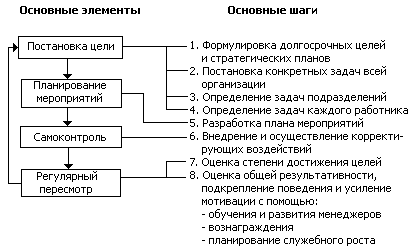 Основные элементы
Основные шаги
Постановка цели
Планирование
мероприятий
Самоконтроль
Регулярный
пересмотр
1. Формулировка долгосрочных целей
и стратегических планов
2. Постановка конкретных задач всей
организации
3. Определение задач подразделений
4. Определение задач каждого работника
5. Разработка плана мероприятий
6. Внедрение и осуществление корректи-
рующих воздействий
7. Оценка степени достижения целей
8. Оценка общей результативности,
подкрепление поведения и усиление
мотивации с помощью:
- обучения и развития менеджеров
- вознаграждения
- планирование служебного роста